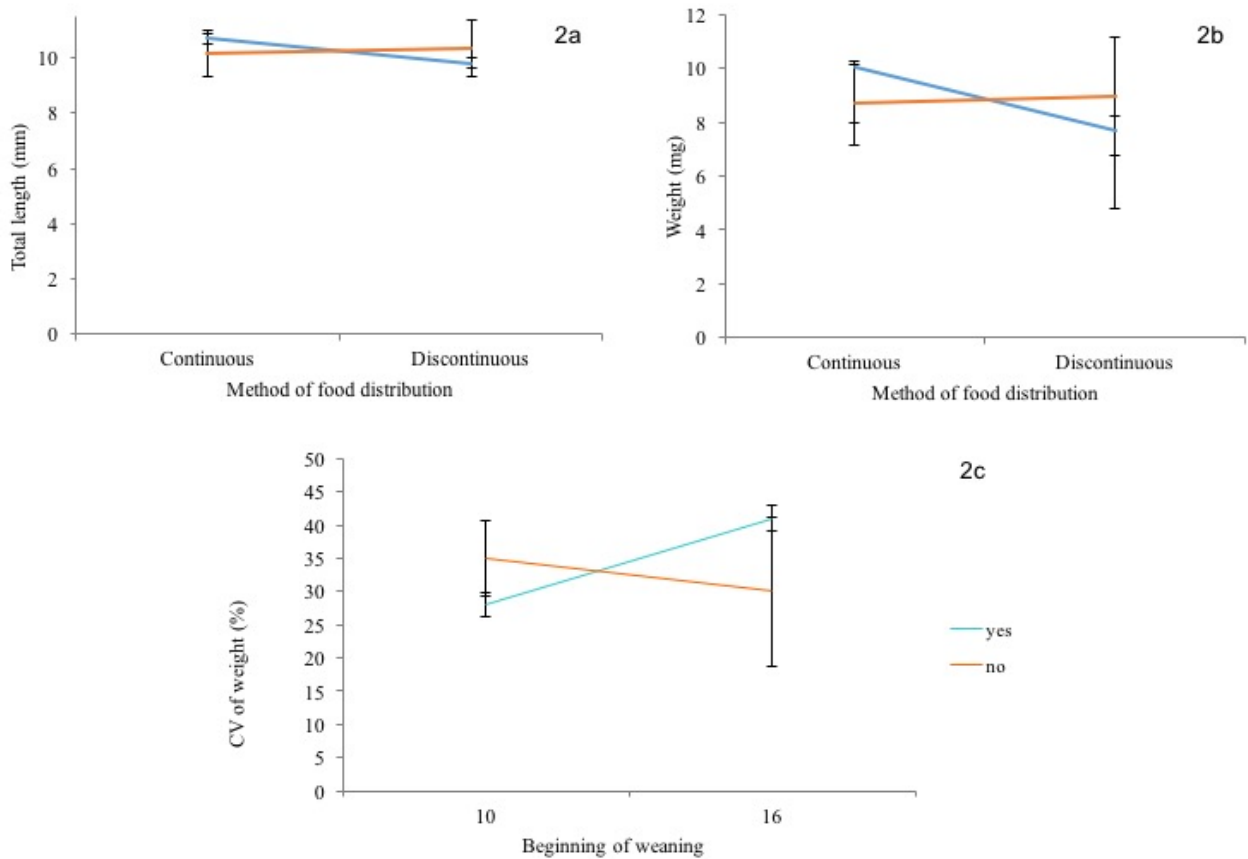 2a
10
8
6
4
2
0
Total length (mm)
Continuous Discontinuous
Method of food distribution
2b
12
10
8
6
4
2
0
Weight (mg)
Continuous Discontinuous
Method of food distribution
2c
50
45
40
35
30
25
20
15
10
5
0
CV of weight (%)
yes
no
10 16
Beginning of weaning